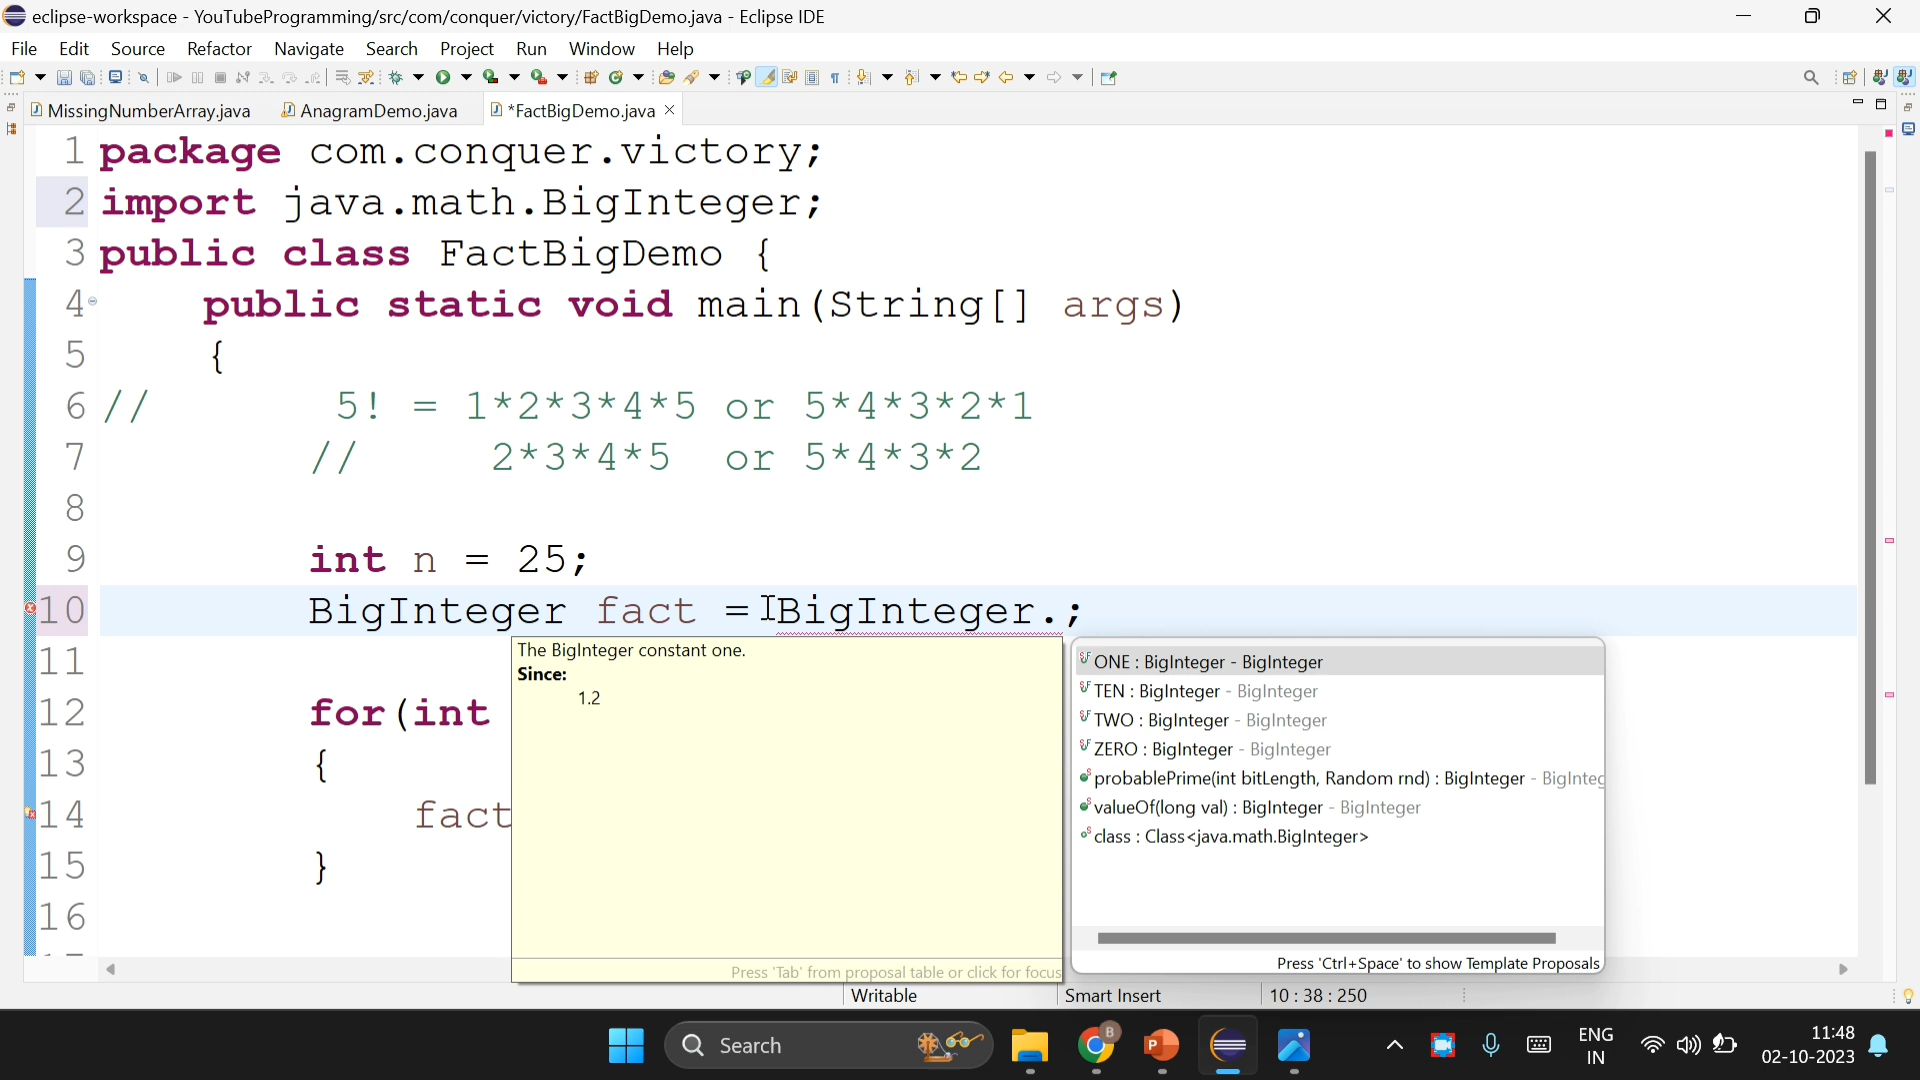 eclipse-workspace - YouTubeProgramming/src/com/conquer/victory/FactBigDemo.java - Eclipse IDE
File Edit Source Refactor Navigate Search Project Run Window Help
MissingNumberArray.java AnagramDemo.java *FactBigDemo.java
1 package com.conquer.victory;
2 import java.math.BigInteger;
3 public class FactBigDemo {
4 public static void main(String[] args)
5 {
6 // 5! = 1*2*3*4*5 or 5*4*3*2*1
7 // 2*3*4*5 or 5*4*3*2
8
9 int n = 25;
10 BigInteger fact = BigInteger.;
11
12 for(int
13 {
14 fact
15 }
16
The BigInteger constant one.
Since:
1.2
Press 'Tab' from proposal table or click for focus
ONE : BigInteger - BigInteger
TEN : BigInteger - BigInteger
TWO : BigInteger - BigInteger
ZERO : BigInteger - BigInteger
probablePrime(int bitLength, Random rnd) : BigInteger - BigInteg
valueOf(long val) : BigInteger - BigInteger
class : Class<java.math.BigInteger>
Press 'Ctrl+Space' to show Template Proposals
Writable Smart Insert 10 : 38 : 250
Search
B
P
ENG
IN
11:48
02-10-2023